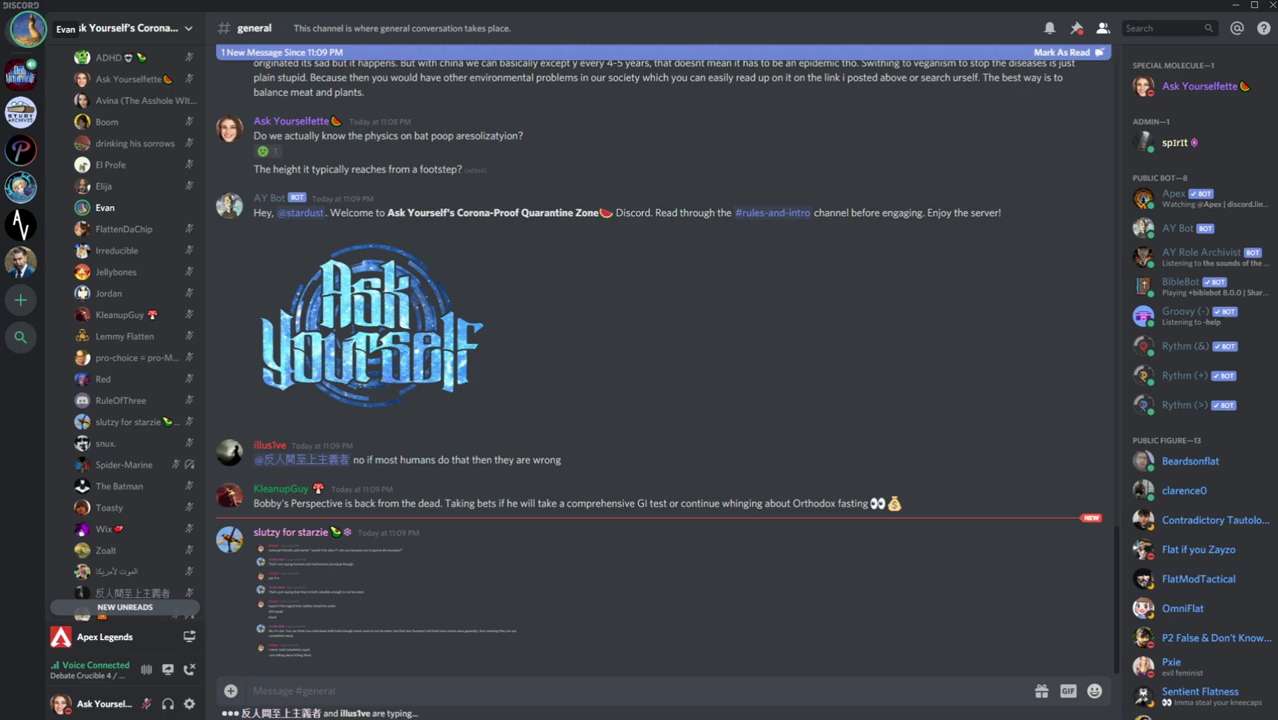 DISCORD
Evan
sk Yourself's Corona...
# general
This channel is where general conversation takes place.
Search
1 New Message Since 11:09 PM
Mark As Read
ADHD
Ask Yourselfette
Avina (The Asshole WIt...
Boom
drinking his sorrows
El Profe
Elija
Evan
FlattenDaChip
Irreducible
Jellybones
Jordan
KleanupGuy
Lemmy Flatten
pro-choice = pro-M...
Red
RuleOfThree
slutzy for starzie 🍃...
snux.
Spider-Marine
The Batman
Toasty
Wix
Zoalt
الموت لأمريكا
反人間至上主義者
NEW UNREADS
Apex Legends
Voice Connected
Debate Crucible 4 / ...
Ask Yoursel...
originated its sad but it happens. but with china we can basically except y every 4-5 years, that doesnt mean it has to be an epidemic tho. Swithing to veganism to stop the diseases is just
plain stupid. Because then you would have other environmental problems in our society which you can easily read up on it on the link i posted above or search urself. The best way is to
balance meat and plants.
Ask Yourselfette 🍉 Today at 11:08 PM
Do we actually know the physics on bat poop aresolizatyion?
1
The height it typically reaches from a footstep? (edited)
AY Bot BOT Today at 11:09 PM
Hey, @stardust. Welcome to Ask Yourself's Corona-Proof Quarantine Zone🍉 Discord. Read through the #rules-and-intro channel before engaging. Enjoy the server!
Ask
Yourself
illus1ve Today at 11:09 PM
@反人間至上主義者 no if most humans do that then they are wrong
KleanupGuy 🍄 Today at 11:09 PM
Bobby's Perspective is back from the dead. Taking bets if he will take a comprehensive GI test or continue whinging about Orthodox fasting 👀💰
NEW
slutzy for starzie Today at 11:09 PM
Message #general
GIF
反人間至上主義者 and illus1ve are typing...
SPECIAL MOLECULE—1
Ask Yourselfette 🍉
ADMIN—1
sp1r1t
PUBLIC BOT—8
Apex ✔ BOT
Watching @Apex | discord.lin...
AY Bot BOT
AY Role Archivist BOT
Listening to the sounds of the ...
BibleBot ✔ BOT
Playing +biblebot 8.0.0 | Shar...
Groovy (-) ✔ BOT
Listening to -help
Rythm (&) ✔ BOT
Rythm (+) ✔ BOT
Rythm (>) ✔ BOT
PUBLIC FIGURE—13
Beardsonflat
clarence0
Contradictory Tautolo...
Flat if you Zayzo
FlatModTactical
OmniFlat
P2 False & Don't Know...
Pxie
evil feminist
Sentient Flatness
👀 Imma steal your kneecaps